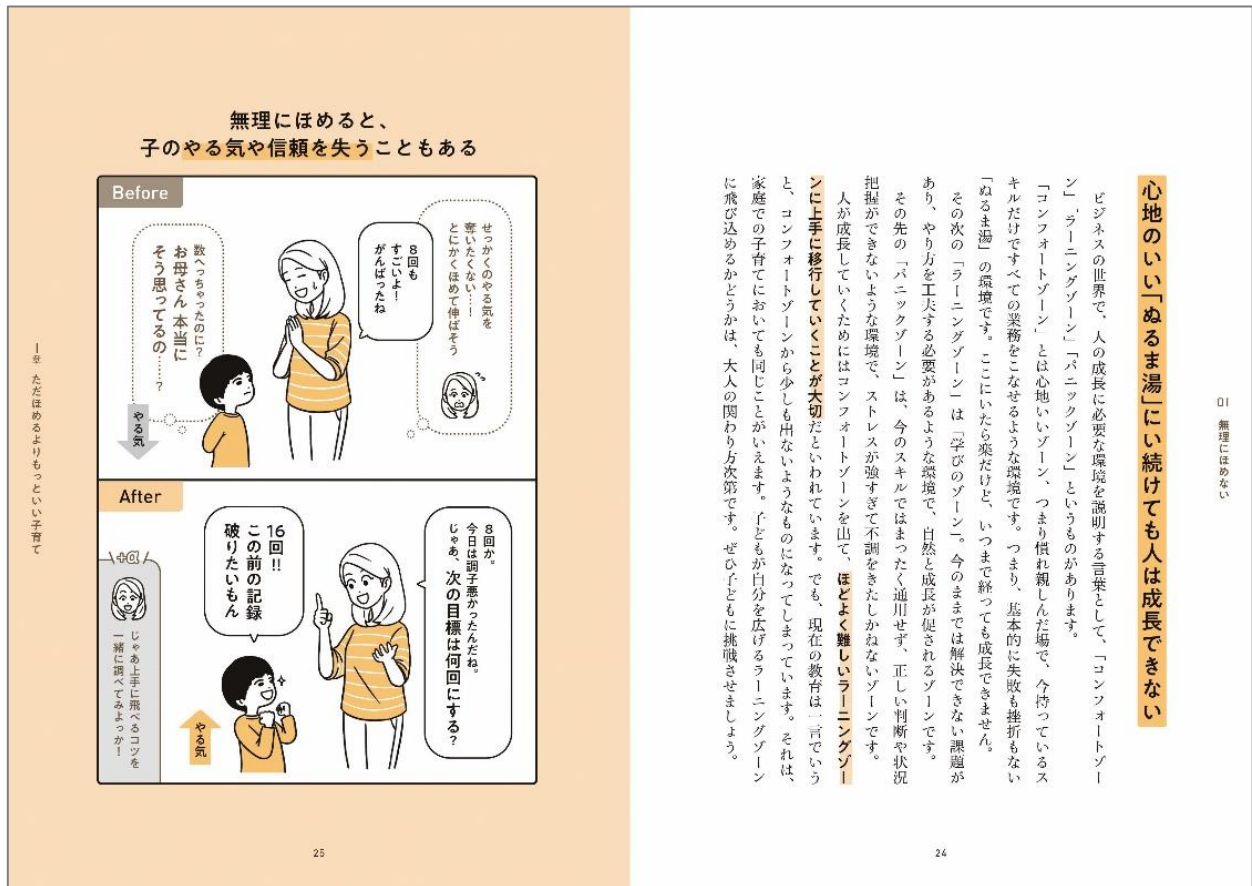 01 無理にほめない
心地のいい「ぬるま湯」にい続けても人は成長できない
ビジネスの世界で、人の成長に必要な環境を説明する言葉として、「コンフォートゾー
ン」「ラーニングゾーン」「パニックゾーン」というものがあります。
「コンフォートゾーン」とは心地いいゾーン、つまり慣れ親しんだ場で、今持っているス
キルだけですべての業務をこなせるような環境です。つまり、基本的に失敗も挫折もない
「ぬるま湯」の環境です。ここにいたら楽だけど、いつまで経っても成長できません。
その次の「ラーニングゾーン」は「学びのゾーン」。今のままでは解決できない課題が
あり、やり方を工夫する必要があるような環境で、自然と成長が促されるゾーンです。
その先の「パニックゾーン」は、今のスキルではまったく通用せず、正しい判断や状況
把握ができないような環境で、ストレスが強すぎて不調をきたしかねないゾーンです。
人が成長していくためにはコンフォートゾーンを出て、ほどよく難しいラーニングゾー
ンに上手に移行していくことが大切だといわれています。でも、現在の教育は一言でいう
と、コンフォートゾーンから少しも出ないようなものになってしまっています。それは、
家庭での子育てにおいても同じことがいえます。子どもが自分を広げるラーニングゾーン
に飛び込めるかどうかは、大人の関わり方次第です。ぜひ子どもに挑戦させましょう。
24
無理にほめると、
子のやる気や信頼を失うこともある
Before
せっかくのやる気を
奪いたくない…!
とにかくほめて伸ばそう
8回も
すごいよ!
がんばったね
数へっちゃったのに?
お母さん 本当に
そう思ってるの……?
やる気
After
8回か。
今日は調子悪かったんだね。
じゃあ、次の目標は何回にする?
16回!!
この前の記録
破りたいもん
やる気
+α
じゃあ上手に飛べるコツを
一緒に調べてみよっか!
1章 ただほめるよりもっといい子育て
25